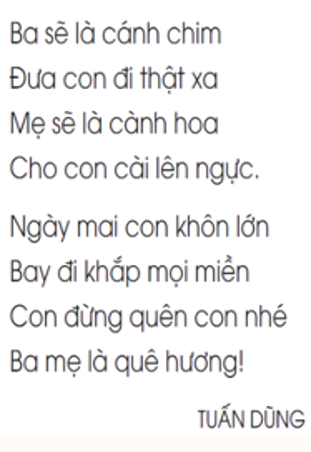 Ba sẽ là cánh chim
Đưa con đi thật xa
Mẹ sẽ là cành hoa
Cho con cài lên ngực.
Ngày mai con khôn lớn
Bay đi khắp mọi miền
Con đừng quên con nhé
Ba mẹ là quê hương!
TUẤN DŨNG